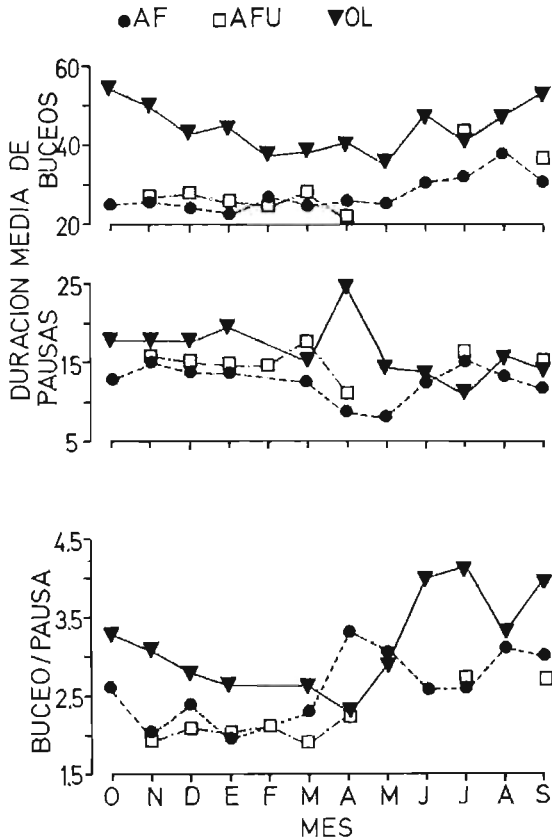 AF AFU OL
DURACION MEDIA DE
BUCEOS
60
40
20
PAUSAS
25
15
5
BUCEO/PAUSA
4.5
3.5
2.5
1.5
O N D E F M A M J J A S
MES